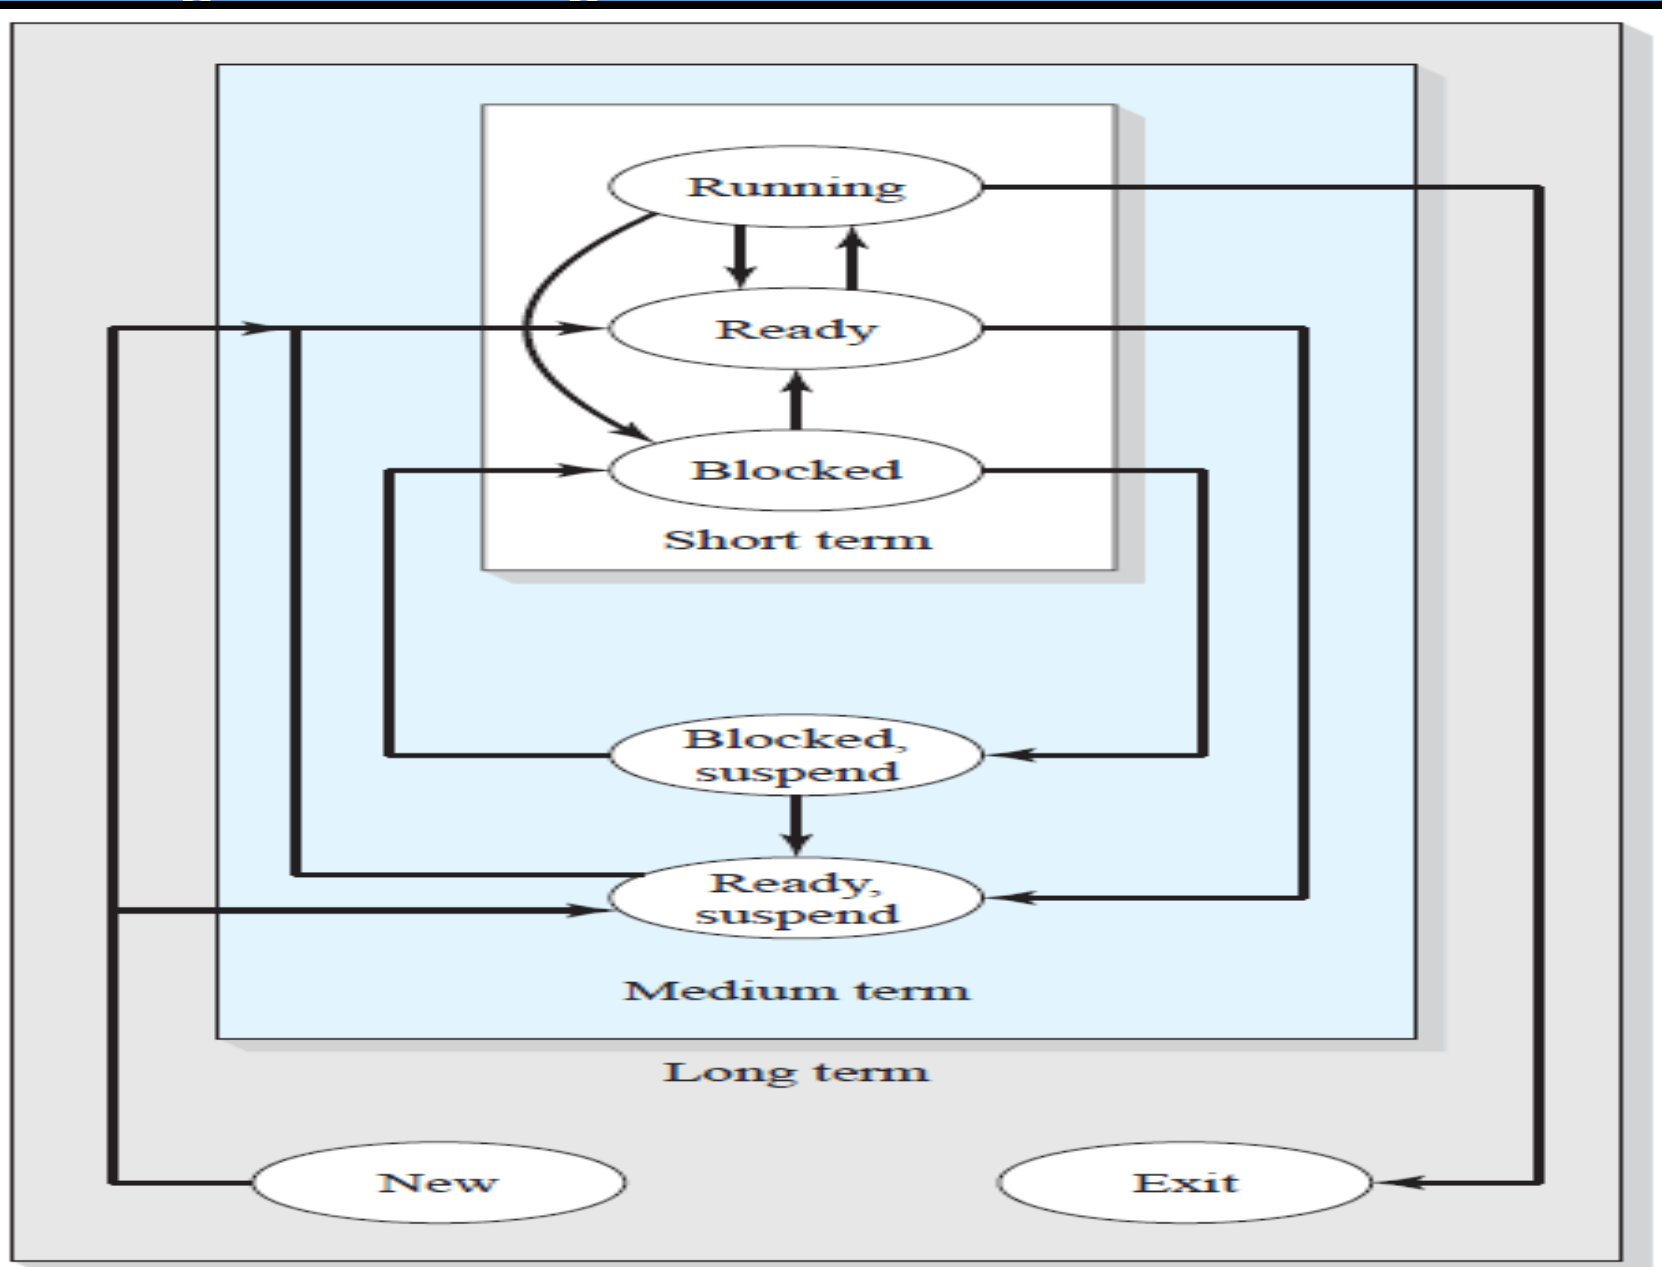 Running
Ready
Blocked
Short term
Blocked,
suspend
Ready,
suspend
Medium term
Long term
New
Exit